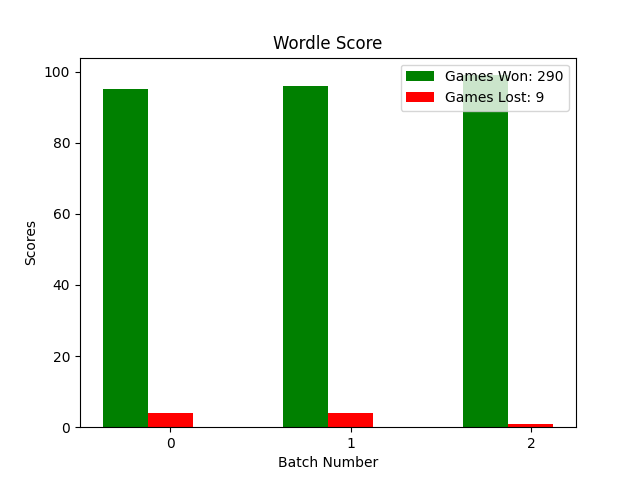 Wordle Score
Games Won: 290
Games Lost: 9
100
80
60
40
20
0
Scores
0 1 2
Batch Number